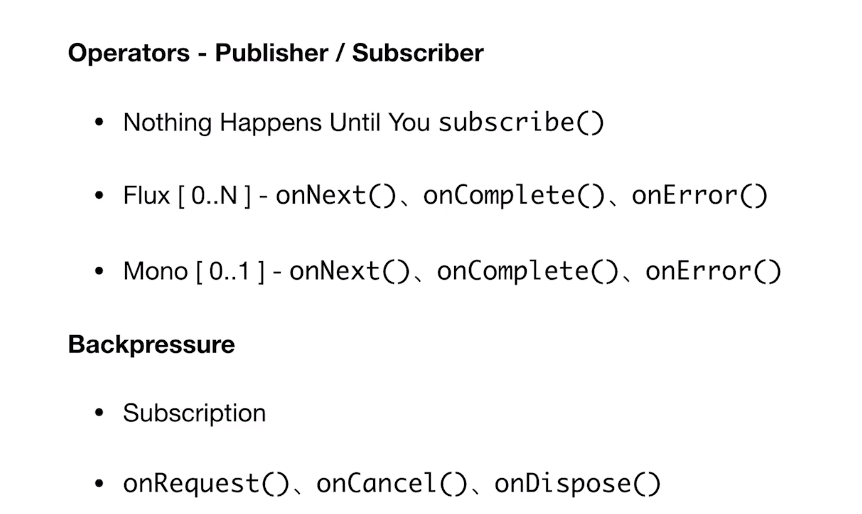 Operators - Publisher / Subscriber
• Nothing Happens Until You subscribe()
• Flux [ 0..N ] - onNext()、onComplete()、onError()
• Mono [ 0..1 ] - onNext()、onComplete()、onError()
Backpressure
• Subscription
• onRequest()、onCancel()、onDispose()